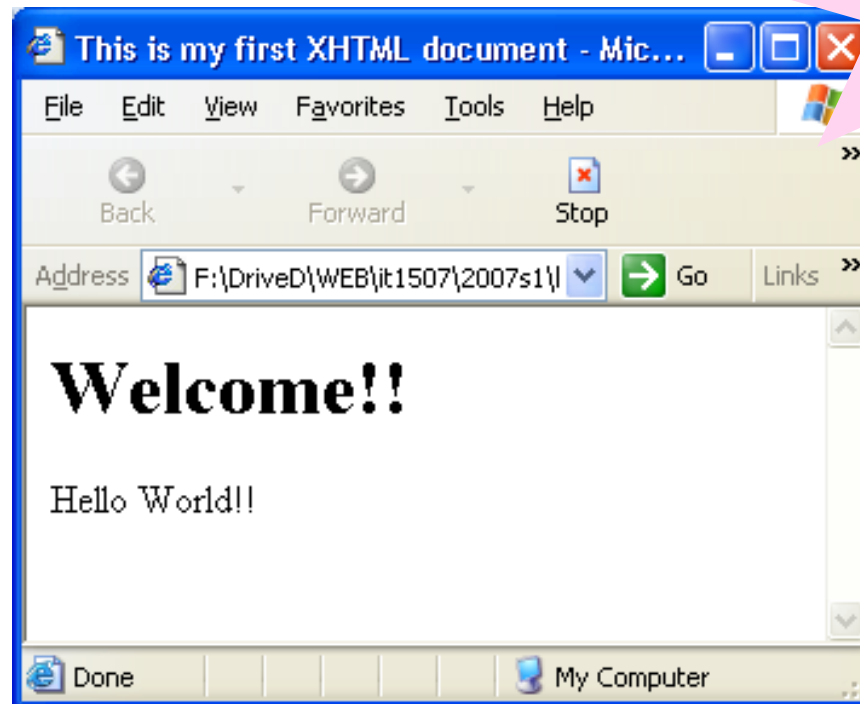 This is my first XHTML document - Mic...
File Edit View Favorites Tools Help
Back Forward Stop
Address F:\DriveD\WEB\it1507\2007s1\l Go Links
Welcome!!
Hello World!!
Done My Computer